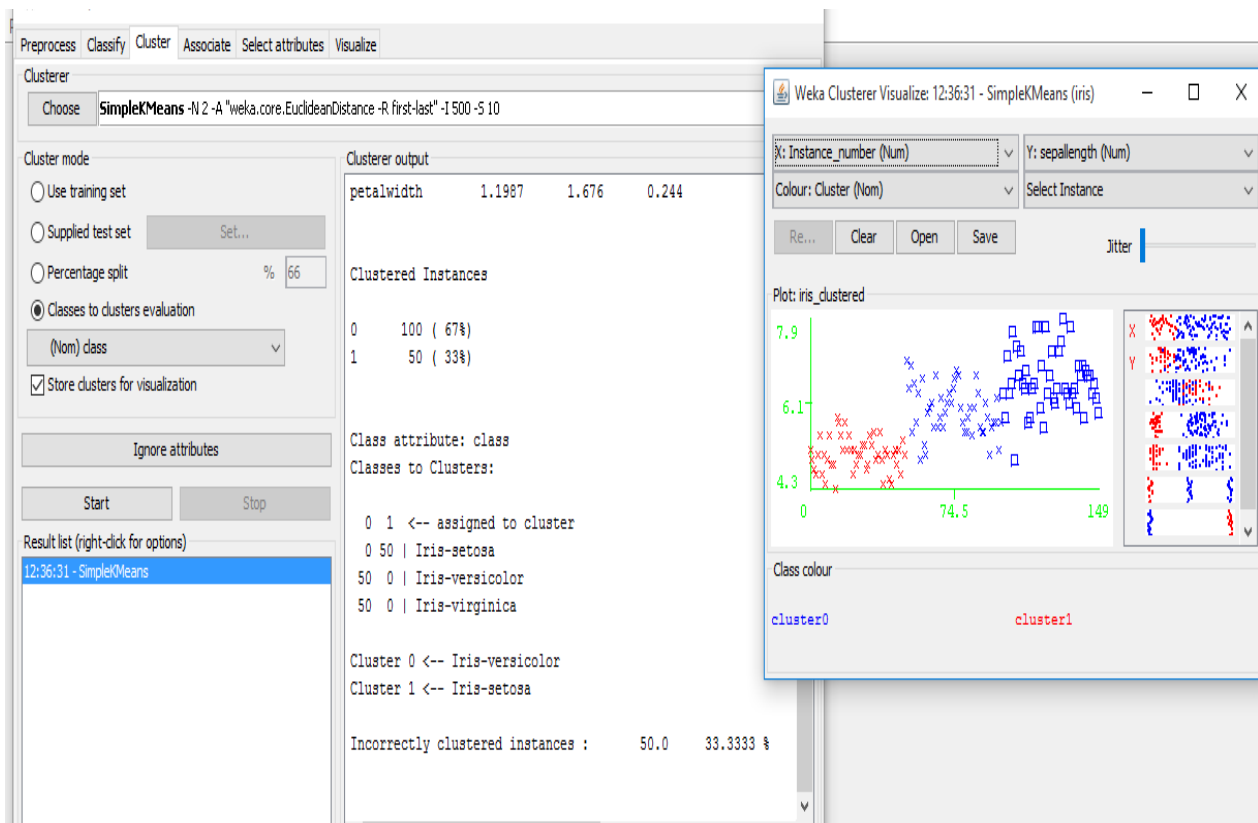 Preprocess Classify Cluster Associate Select attributes Visualize
Clusterer
Choose SimpleKMeans -N 2 -A "weka.core.EuclideanDistance -R first-last" -I 500 -S 10
Cluster mode
Use training set
Supplied test set Set...
Percentage split % 66
Classes to clusters evaluation
(Nom) class
Store clusters for visualization
Ignore attributes
Start Stop
Result list (right-click for options)
12:36:31 - SimpleKMeans
Clusterer output
petalwidth 1.1987 1.676 0.244
Clustered Instances
0 100 ( 67%)
1 50 ( 33%)
Class attribute: class
Classes to Clusters:
0 1 <-- assigned to cluster
0 50 | Iris-setosa
50 0 | Iris-versicolor
50 0 | Iris-virginica
Cluster 0 <-- Iris-versicolor
Cluster 1 <-- Iris-setosa
Incorrectly clustered instances : 50.0 33.3333 %
Weka Clusterer Visualize: 12:36:31 - SimpleKMeans (iris)
X: Instance_number (Num) Y: sepallength (Num)
Colour: Cluster (Nom) Select Instance
Re... Clear Open Save Jitter
Plot: iris_clustered
7.9
6.1
4.3
0 74.5 149
X
Y
Class colour
cluster0 cluster1